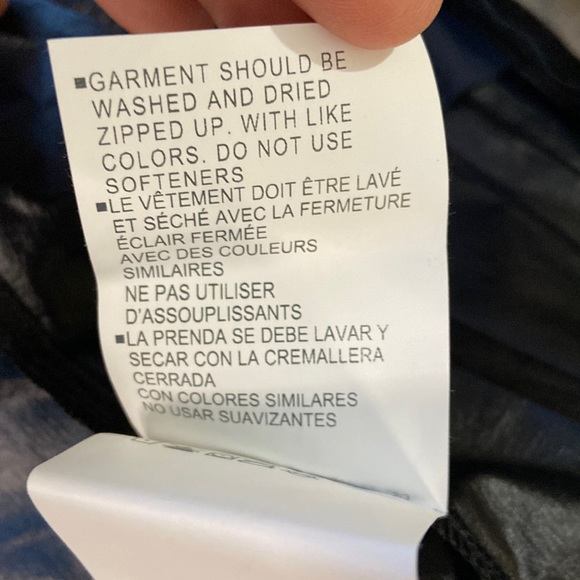 ■GARMENT SHOULD BE
WASHED AND DRIED
ZIPPED UP. WITH LIKE
COLORS. DO NOT USE
SOFTENERS
■LE VÊTEMENT DOIT ÊTRE LAVÉ
ET SÉCHÉ AVEC LA FERMETURE
ÉCLAIR FERMÉE
AVEC DES COULEURS
SIMILAIRES
NE PAS UTILISER
D'ASSOUPLISSANTS
■LA PRENDA SE DEBE LAVAR Y
SECAR CON LA CREMALLERA
CERRADA
CON COLORES SIMILARES
NO USAR SUAVIZANTES